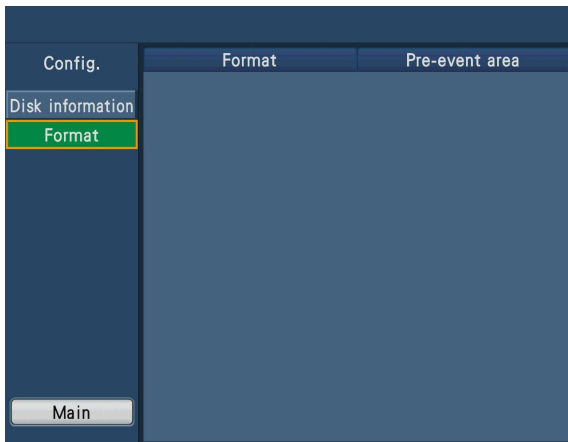 Config.
Format Pre-event area
Disk information
Format
Main